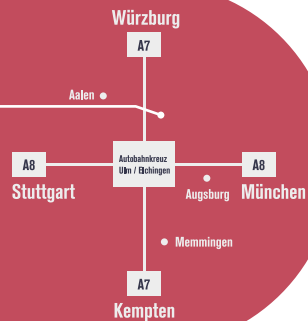 Würzburg
A7
Aalen
A8
Autobahnkreuz
Ulm / Elchingen
A8
Stuttgart
Augsburg
München
Memmingen
A7
Kempten